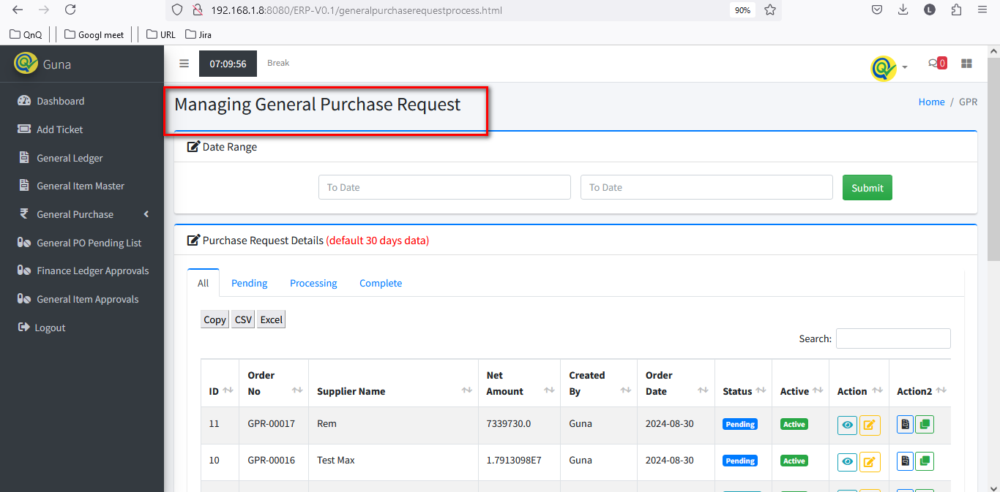 192.168.1.8:8080/ERP-V0.1/generalpurchaserequestprocess.html
90%
L
QnQ
Googl meet
URL
Jira
Guna
07:09:56
Break
0
Dashboard
Add Ticket
General Ledger
General Item Master
General Purchase
General PO Pending List
Finance Ledger Approvals
General Item Approvals
Logout
Managing General Purchase Request
Home / GPR
Date Range
To Date
To Date
Submit
Purchase Request Details (default 30 days data)
All
Pending
Processing
Complete
Copy
CSV
Excel
Search:
ID
Order No
Supplier Name
Net Amount
Created By
Order Date
Status
Active
Action
Action2
11 GPR-00017 Rem 7339730.0 Guna 2024-08-30 Pending Active
10 GPR-00016 Test Max 1.7913098E7 Guna 2024-08-30 Pending Active